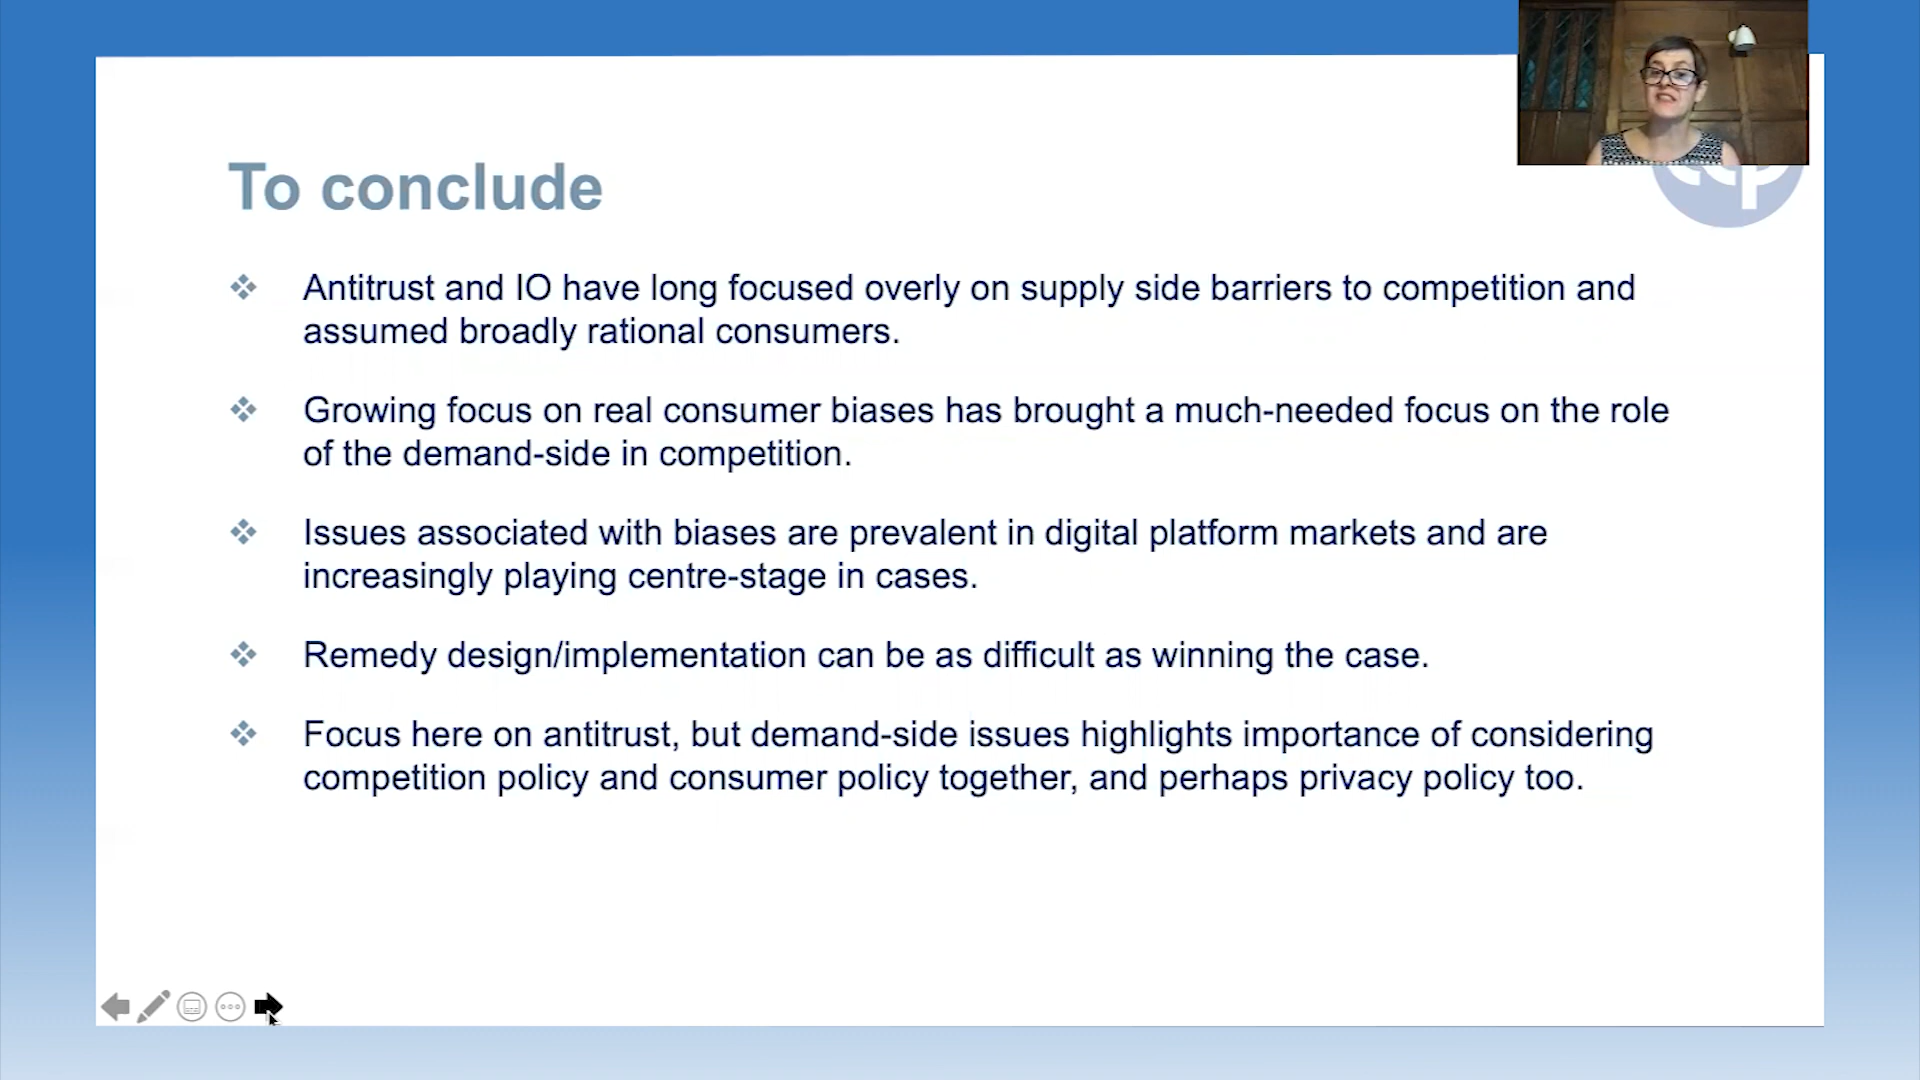 To conclude
Antitrust and IO have long focused overly on supply side barriers to competition and
assumed broadly rational consumers.
Growing focus on real consumer biases has brought a much-needed focus on the role
of the demand-side in competition.
Issues associated with biases are prevalent in digital platform markets and are
increasingly playing centre-stage in cases.
Remedy design/implementation can be as difficult as winning the case.
Focus here on antitrust, but demand-side issues highlights importance of considering
competition policy and consumer policy together, and perhaps privacy policy too.